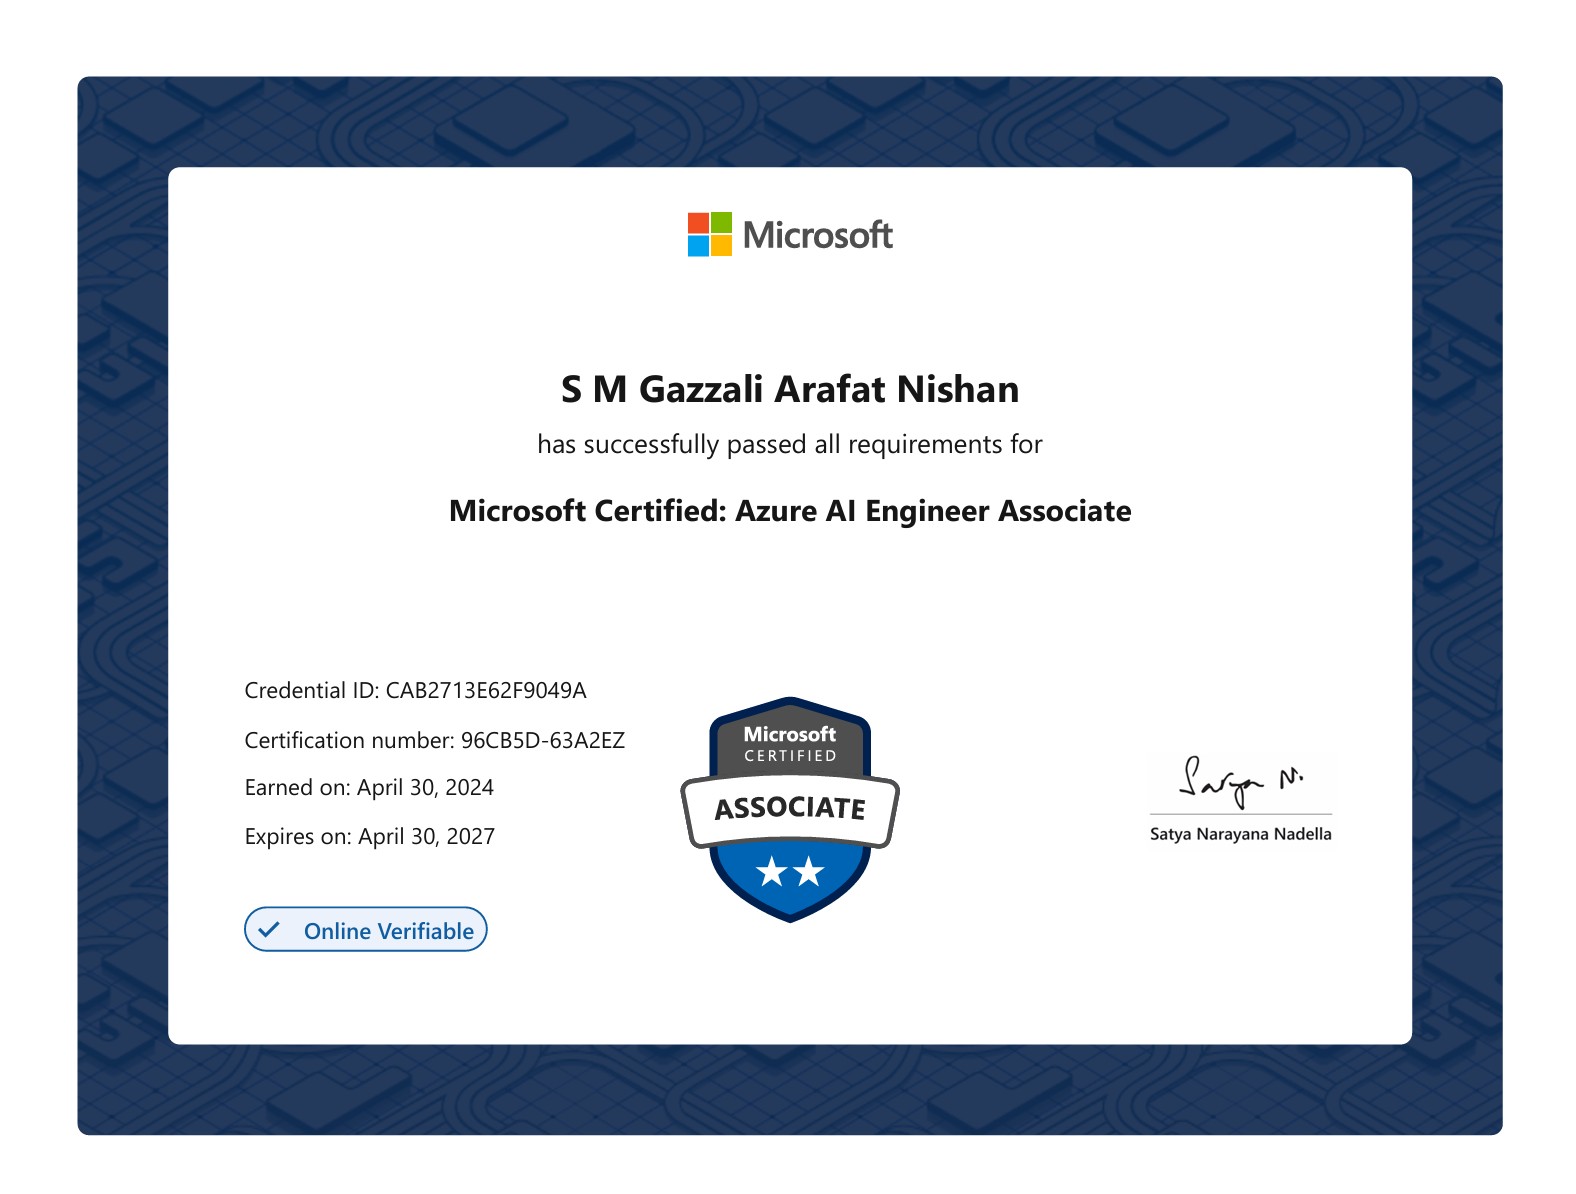 Microsoft
S M Gazzali Arafat Nishan
has successfully passed all requirements for
Microsoft Certified: Azure AI Engineer Associate
Credential ID: CAB2713E62F9049A
Certification number: 96CB5D-63A2EZ
Earned on: April 30, 2024
Expires on: April 30, 2027
Online Verifiable
Microsoft
CERTIFIED
ASSOCIATE
Satya N.
Satya Narayana Nadella